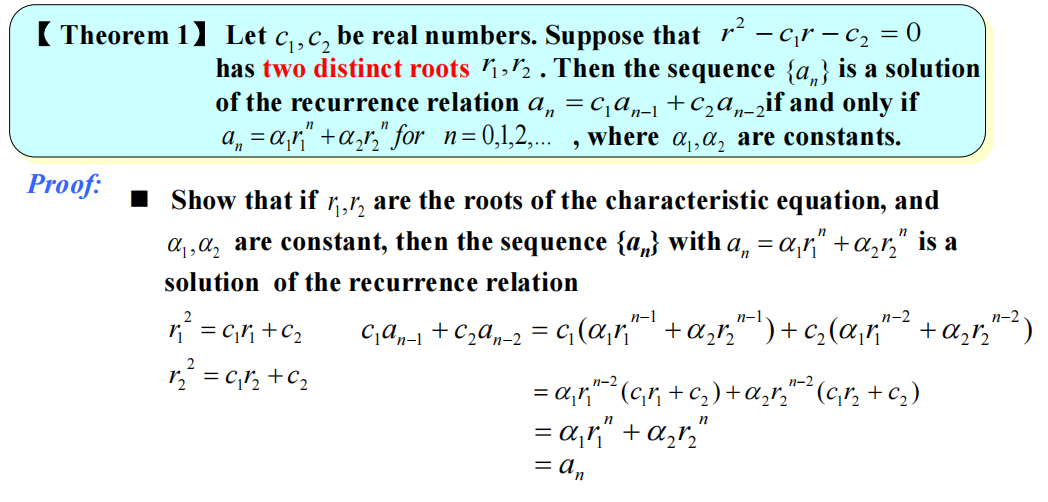 【 Theorem 1】 Let c₁,c₂ be real numbers. Suppose that r² − c₁r − c₂ = 0
has two distinct roots r₁,r₂ . Then the sequence {aₙ} is a solution
of the recurrence relation aₙ = c₁aₙ₋₁ + c₂aₙ₋₂if and only if
aₙ = α₁r₁ⁿ + α₂r₂ⁿ for n = 0,1,2,... , where α₁,α₂ are constants.
Proof:
■ Show that if r₁,r₂ are the roots of the characteristic equation, and
α₁,α₂ are constant, then the sequence {aₙ} with aₙ = α₁r₁ⁿ + α₂r₂ⁿ is a
solution of the recurrence relation
r₁² = c₁r₁ + c₂
r₂² = c₁r₂ + c₂
c₁aₙ₋₁ + c₂aₙ₋₂ = c₁(α₁r₁ⁿ⁻¹ + α₂r₂ⁿ⁻¹) + c₂(α₁r₁ⁿ⁻² + α₂r₂ⁿ⁻²)
= α₁r₁ⁿ⁻²(c₁r₁ + c₂) + α₂r₂ⁿ⁻²(c₁r₂ + c₂)
= α₁r₁ⁿ + α₂r₂ⁿ
= aₙ